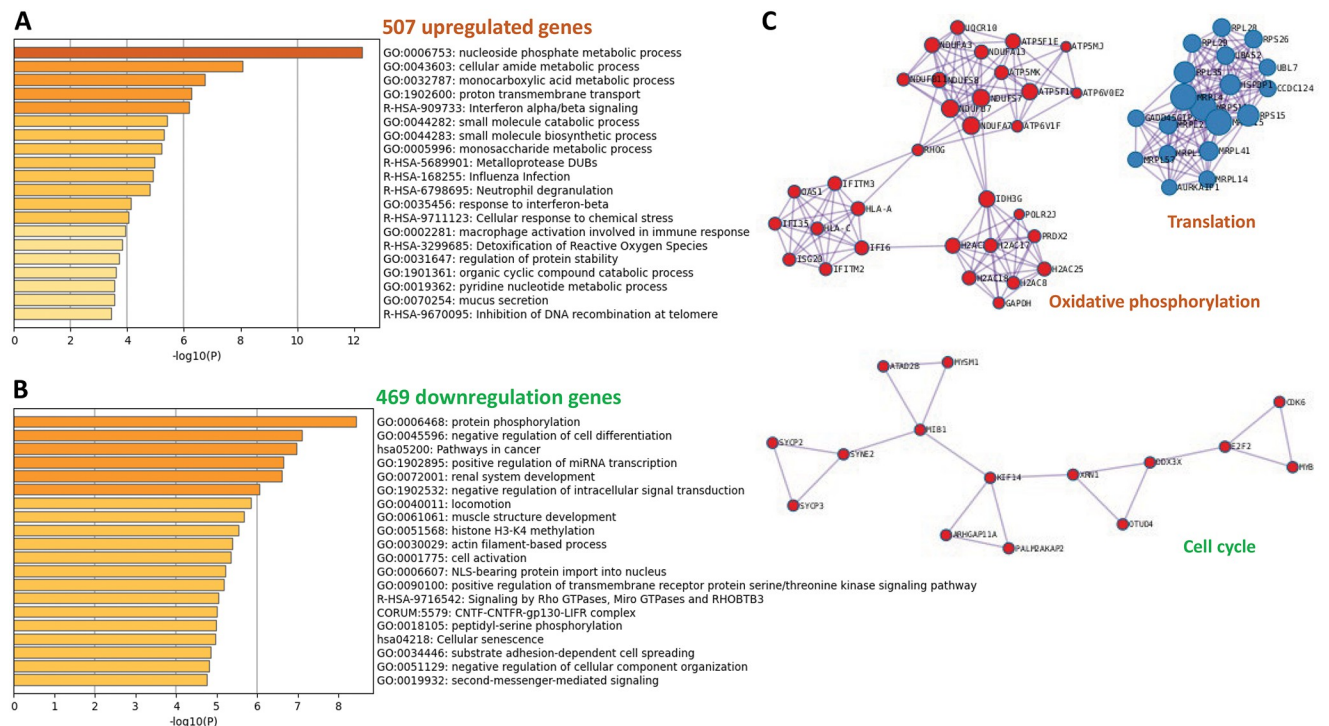 A
507 upregulated genes
GO:0006753: nucleoside phosphate metabolic process
GO:0043603: cellular amide metabolic process
GO:0032787: monocarboxylic acid metabolic process
GO:1902600: proton transmembrane transport
R-HSA-909733: Interferon alpha/beta signaling
GO:0044282: small molecule catabolic process
GO:0044283: small molecule biosynthetic process
GO:0005996: monosaccharide metabolic process
R-HSA-5689901: Metalloprotease DUBs
R-HSA-168255: Influenza Infection
R-HSA-6798695: Neutrophil degranulation
GO:0035456: response to interferon-beta
R-HSA-9711123: Cellular response to chemical stress
GO:0002281: macrophage activation involved in immune response
R-HSA-3299685: Detoxification of Reactive Oxygen Species
GO:0031647: regulation of protein stability
GO:1901361: organic cyclic compound catabolic process
GO:0019362: pyridine nucleotide metabolic process
GO:0070254: mucus secretion
R-HSA-9670095: Inhibition of DNA recombination at telomere
0 2 4 6 8 10 12
-log10(P)
B
469 downregulation genes
GO:0006468: protein phosphorylation
GO:0045596: negative regulation of cell differentiation
hsa05200: Pathways in cancer
GO:1902895: positive regulation of miRNA transcription
GO:0072001: renal system development
GO:1902532: negative regulation of intracellular signal transduction
GO:0040011: locomotion
GO:0061061: muscle structure development
GO:0051568: histone H3-K4 methylation
GO:0030029: actin filament-based process
GO:0001775: cell activation
GO:0006607: NLS-bearing protein import into nucleus
GO:0090100: positive regulation of transmembrane receptor protein serine/threonine kinase signaling pathway
R-HSA-9716542: Signaling by Rho GTPases, Miro GTPases and RHOBTB3
CORUM:5579: CNTF-CNTFR-gp130-LIFR complex
GO:0018105: peptidyl-serine phosphorylation
hsa04218: Cellular senescence
GO:0034446: substrate adhesion-dependent cell spreading
GO:0051129: negative regulation of cellular component organization
GO:0019932: second-messenger-mediated signaling
0 1 2 3 4 5 6 7 8
-log10(P)
C
UQCR10
NDUFA3
ATP5F1E
ATP5MJ
NDUFA13
ATP5MK
NDUFB11
NDUFS8
NDUFS7
ATP6V0E2
NDUFB7
NDUFA7
ATP6V1F
RHOG
OAS1
IFITM3
HLA-A
IFI35
HLA-C
IFI6
ISG23
IFITM2
IDH3G
POLR2J
PRDX2
H2AC17
H2AC25
H2AC18
H2AC8
GAPDH
Oxidative phosphorylation
RPL28
RPL29
RPS26
UBA52
UBL7
RPL35
HSPBP1
CCDC124
MRPL4
RPS15
MRPL41
MRPL57
MRPL14
AURKAIP1
Translation
ATAD2B
MYSM1
MIB1
SYCP2
SYNE2
SYCP3
KIF14
XRN1
DDX3X
E2F2
CDK6
MYB
OTUD4
ARHGAP11A
PALM2AKAP2
Cell cycle